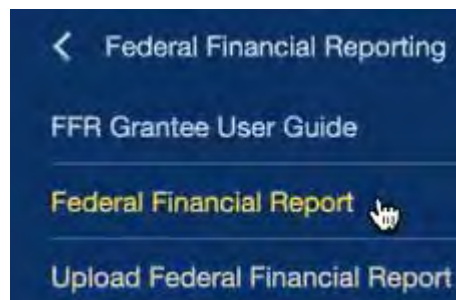 Federal Financial Reporting
FFR Grantee User Guide
Federal Financial Report
Upload Federal Financial Report